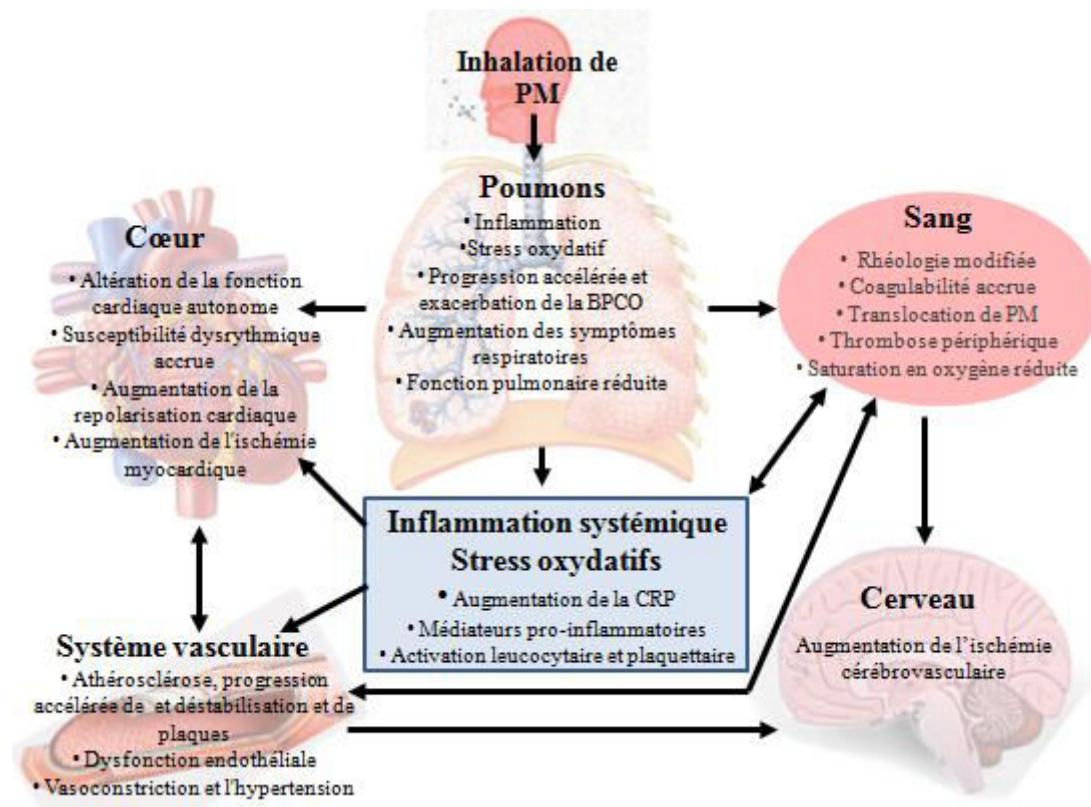 Inhalation de
PM
Poumons
• Inflammation
•Stress oxydatif
• Progression accélérée et
exacerbation de la BPCO
• Augmentation des symptômes
respiratoires
• Fonction pulmonaire réduite
Cœur
• Altération de la fonction
cardiaque autonome
• Susceptibilité dysrythmique
accrue
• Augmentation de la
repolarisation cardiaque
• Augmentation de l'ischémie
myocardique
Sang
• Rhéologie modifiée
• Coagulabilité accrue
• Translocation de PM
• Thrombose périphérique
• Saturation en oxygène réduite
Inflammation systémique
Stress oxydatifs
• Augmentation de la CRP
• Médiateurs pro-inflammatoires
• Activation leucocytaire et plaquettaire
Système vasculaire
• Athérosclérose, progression
accélérée de et déstabilisation et de
plaques
• Dysfonction endothéliale
• Vasoconstriction et l'hypertension
Cerveau
Augmentation de l’ischémie
cérébrovasculaire